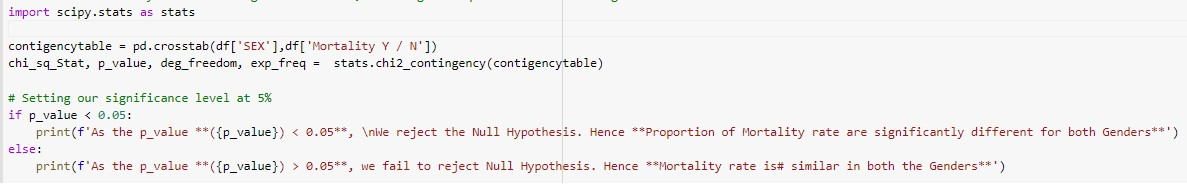 import scipy.stats as stats
contigencytable = pd.crosstab(df['SEX'],df['Mortality Y / N'])
chi_sq_Stat, p_value, deg_freedom, exp_freq =  stats.chi2_contingency(contigencytable)
# Setting our significance level at 5%
if p_value < 0.05:
    print(f'As the p_value **({p_value}) < 0.05**, \nWe reject the Null Hypothesis. Hence **Proportion of Mortality rate are significantly different for both Genders**')
else:
    print(f'As the p_value **({p_value}) > 0.05**, we fail to reject Null Hypothesis. Hence **Mortality rate is# similar in both the Genders**')